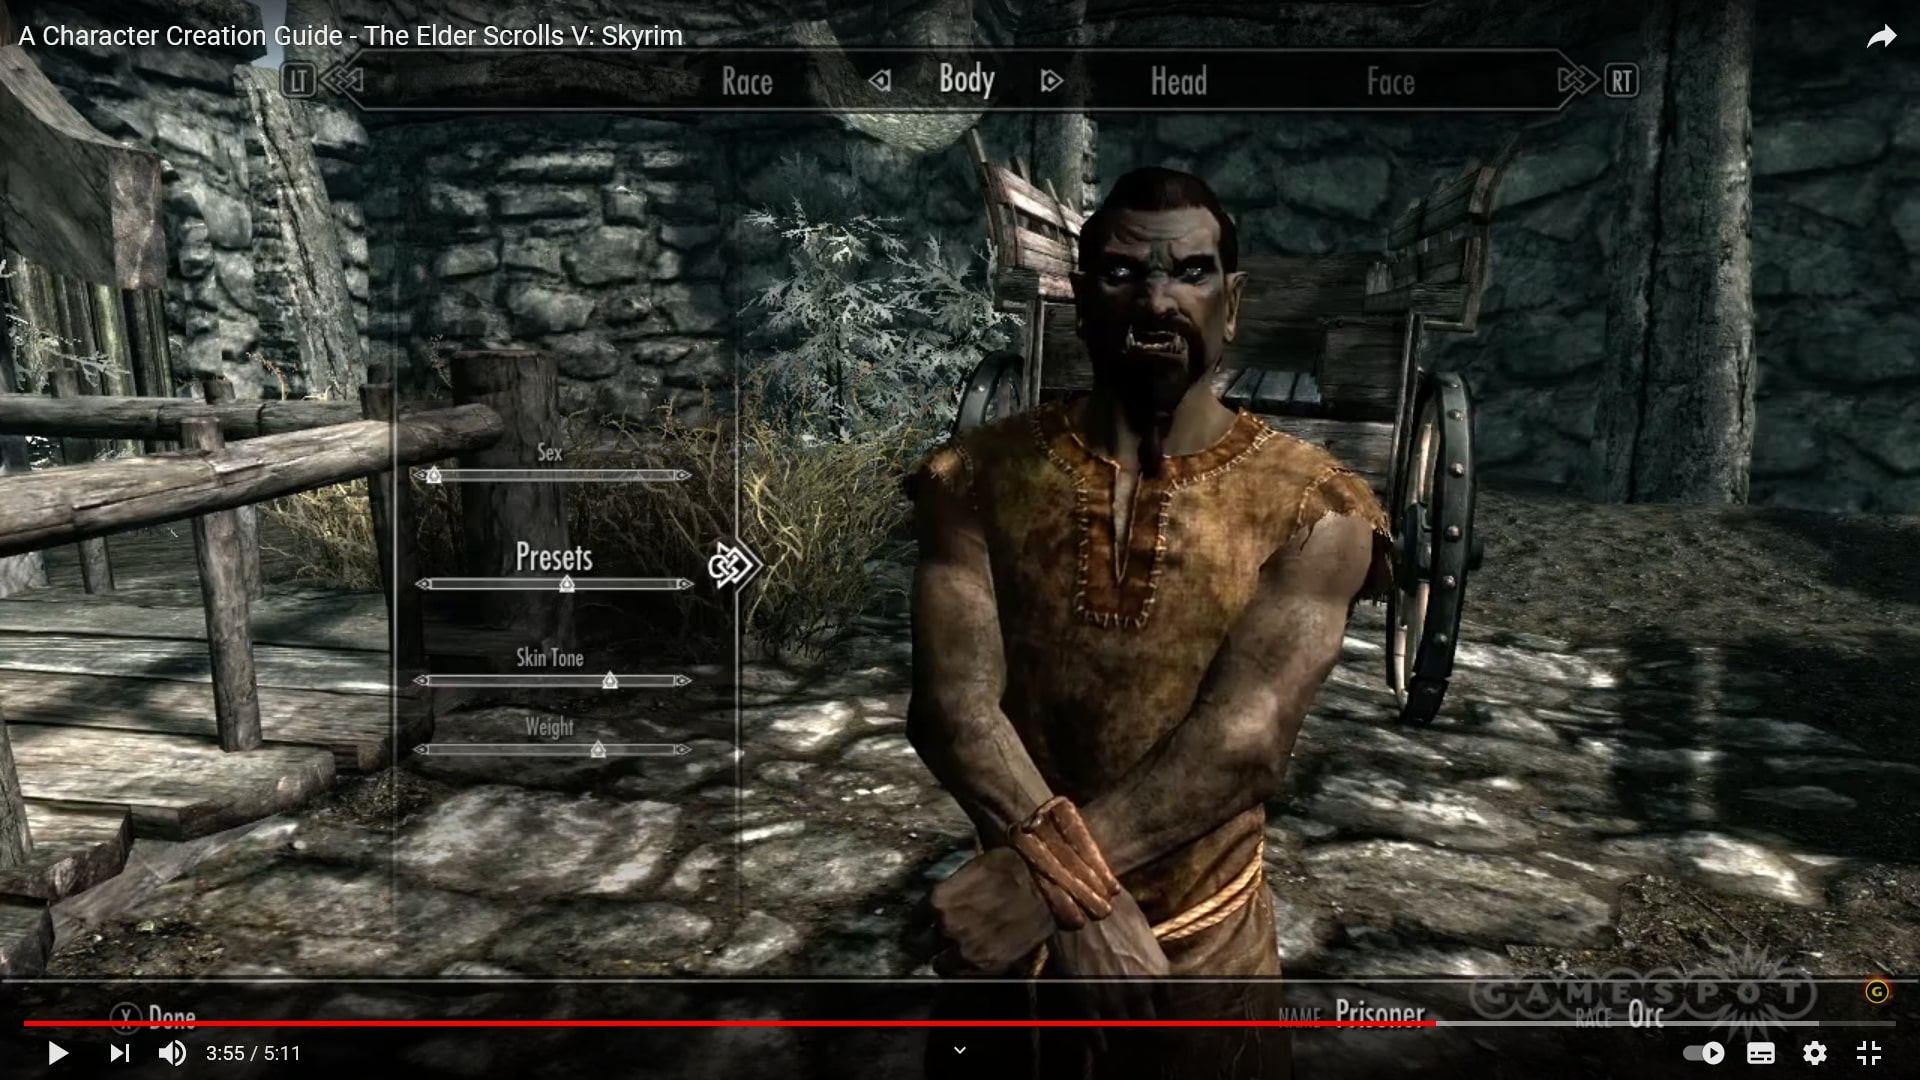 A Character Creation Guide - The Elder Scrolls V: Skyrim
LT Race Body Head Face RT
Sex
Presets
Skin Tone
Weight
GAMESPOT
G
X Done NAME Prisoner RACE Orc
3:55 / 5:11